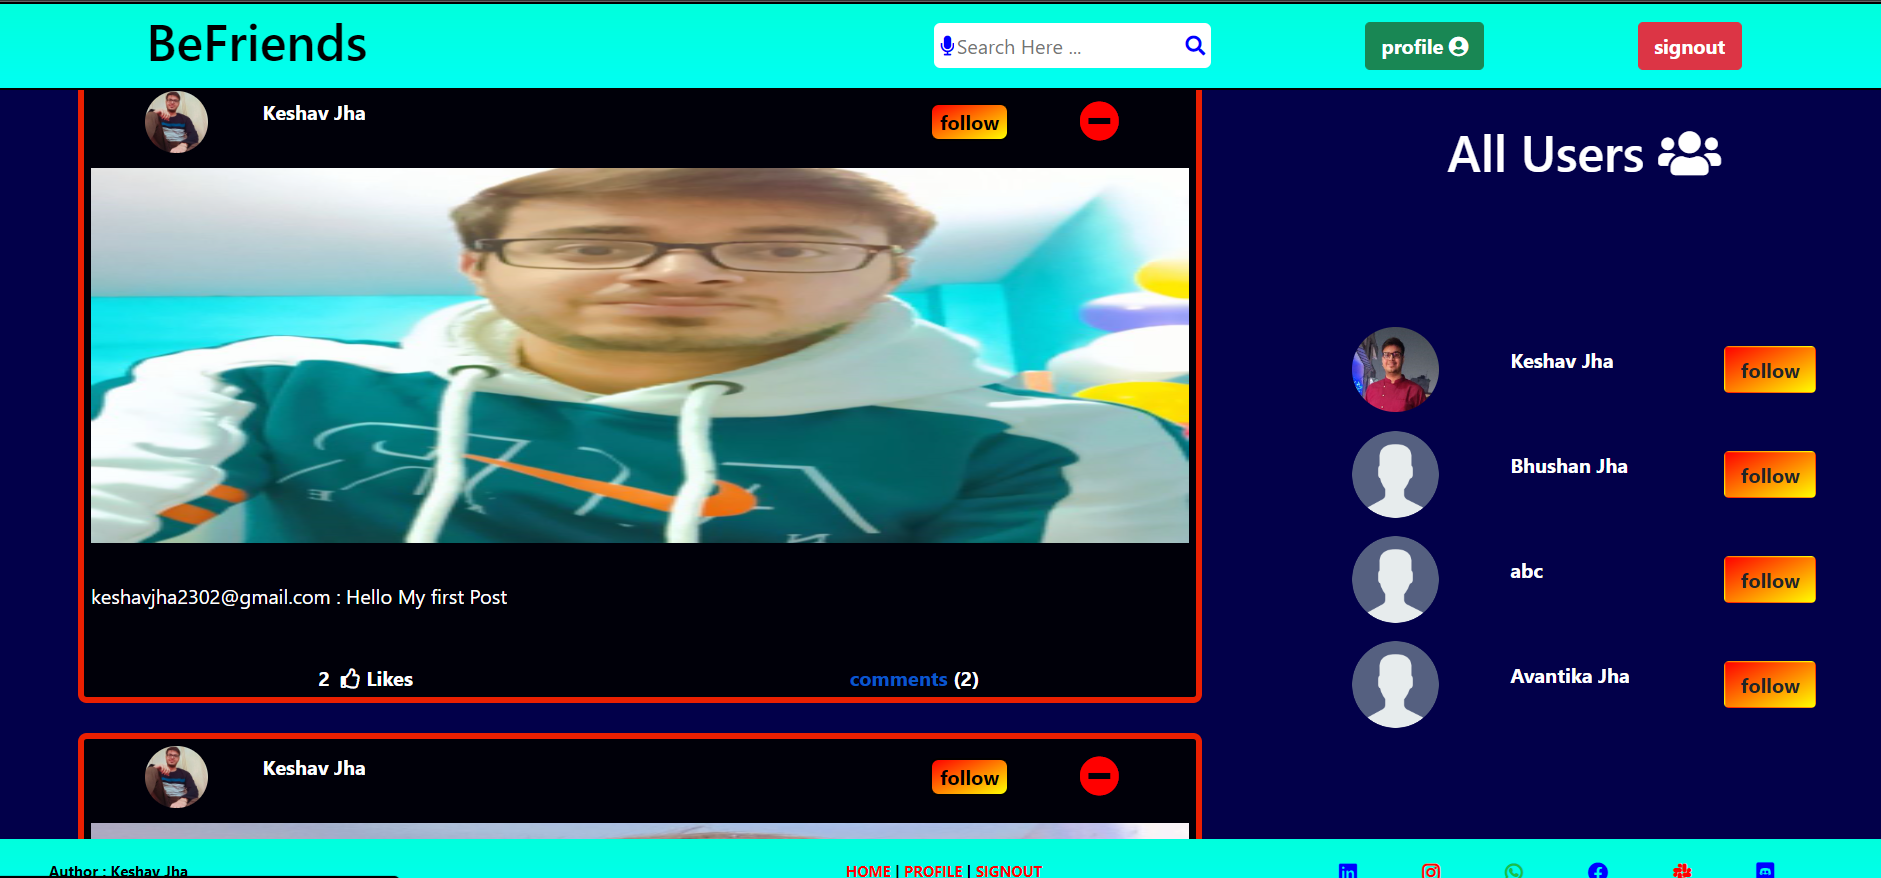 BeFriends
Search Here ...
profile
signout
Keshav Jha
follow
keshavjha2302@gmail.com : Hello My first Post
2 Likes
comments (2)
Keshav Jha
follow
All Users
Keshav Jha
follow
Bhushan Jha
follow
abc
follow
Avantika Jha
follow
Author : Keshav Jha
HOME | PROFILE | SIGNOUT